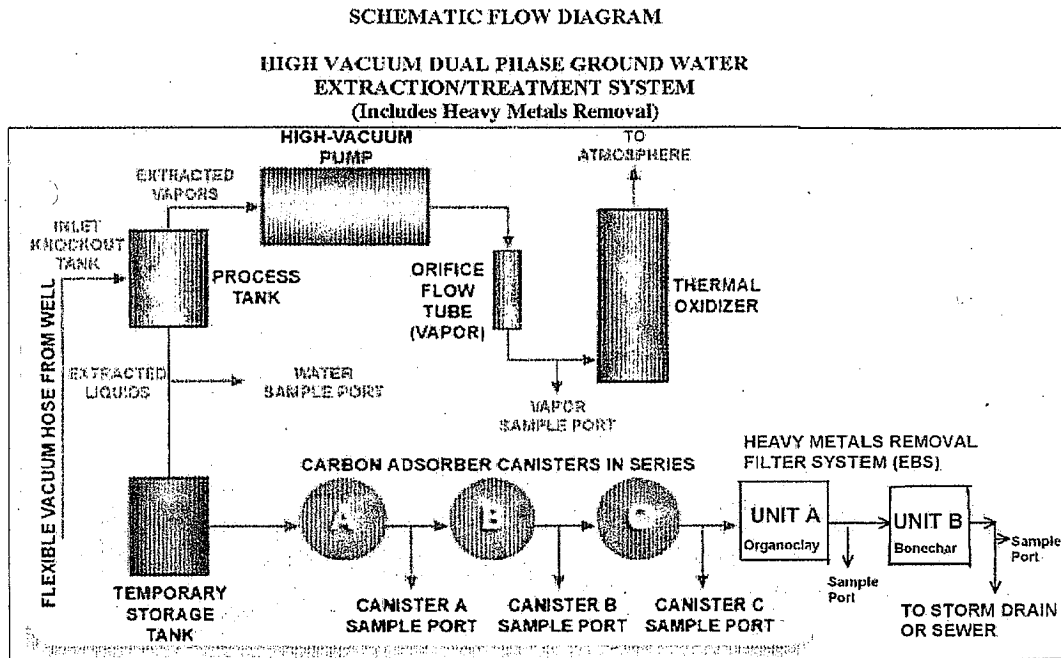 SCHEMATIC FLOW DIAGRAM
HIGH VACUUM DUAL PHASE GROUND WATER
EXTRACTION/TREATMENT SYSTEM
(Includes Heavy Metals Removal)
HIGH-VACUUM
PUMP
TO
ATMOSPHERE
EXTRACTED
VAPORS
INLET
KNOCKOUT
TANK
PROCESS
TANK
ORIFICE
FLOW
TUBE
(VAPOR)
THERMAL
OXIDIZER
FLEXIBLE VACUUM HOSE FROM WELL
EXTRACTED
LIQUIDS
WATER
SAMPLE PORT
VAPOR
SAMPLE PORT
CARBON ADSORBER CANISTERS IN SERIES
HEAVY METALS REMOVAL
FILTER SYSTEM (EBS)
A
B
C
UNIT A
Organoclay
UNIT B
Bonechar
Sample
Port
Sample
Port
TEMPORARY
STORAGE
TANK
CANISTER A
SAMPLE PORT
CANISTER B
SAMPLE PORT
CANISTER C
SAMPLE PORT
TO STORM DRAIN
OR SEWER